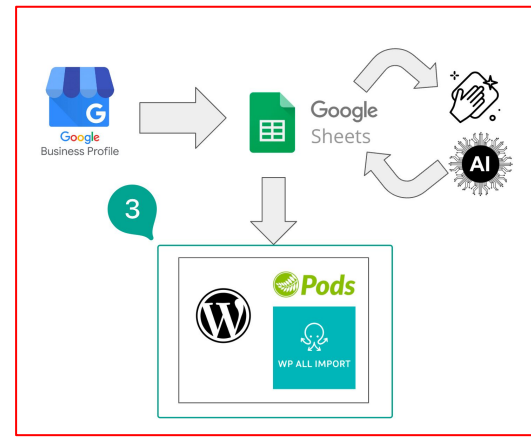 G
Google
Business Profile
Google
Sheets
AI
3
W
Pods
WP ALL IMPORT